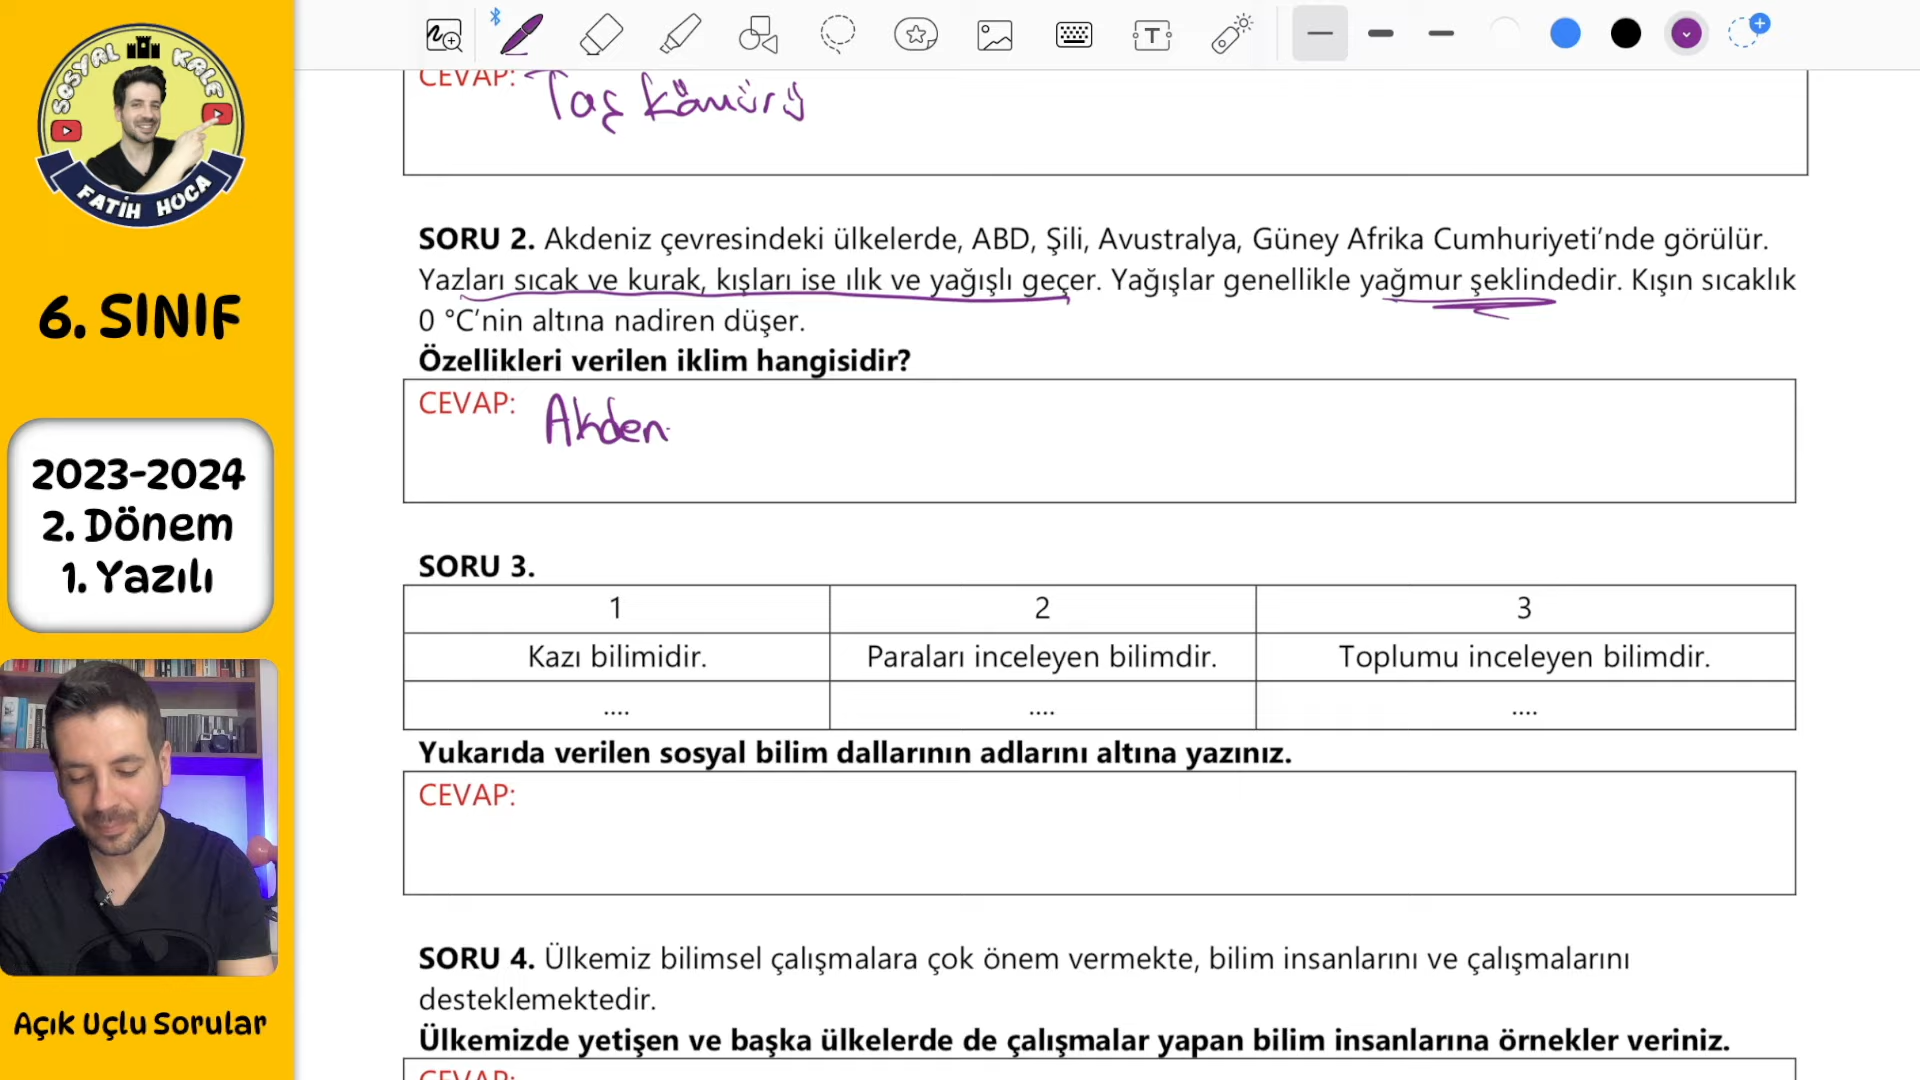 SOSYAL KALE
FATİH HOCA
6. SINIF
2023-2024
2. Dönem
1. Yazılı
Açık Uçlu Sorular
CEVAP: Taş kömürü
SORU 2. Akdeniz çevresindeki ülkelerde, ABD, Şili, Avustralya, Güney Afrika Cumhuriyeti’nde görülür.
Yazları sıcak ve kurak, kışları ise ılık ve yağışlı geçer. Yağışlar genellikle yağmur şeklindedir. Kışın sıcaklık
0 °C’nin altına nadiren düşer.
Özellikleri verilen iklim hangisidir?
CEVAP: Akden
SORU 3.
1 2 3
Kazı bilimidir. Paraları inceleyen bilimdir. Toplumu inceleyen bilimdir.
.... .... ....
Yukarıda verilen sosyal bilim dallarının adlarını altına yazınız.
CEVAP:
SORU 4. Ülkemiz bilimsel çalışmalara çok önem vermekte, bilim insanlarını ve çalışmalarını
desteklemektedir.
Ülkemizde yetişen ve başka ülkelerde de çalışmalar yapan bilim insanlarına örnekler veriniz.
CEVAP: